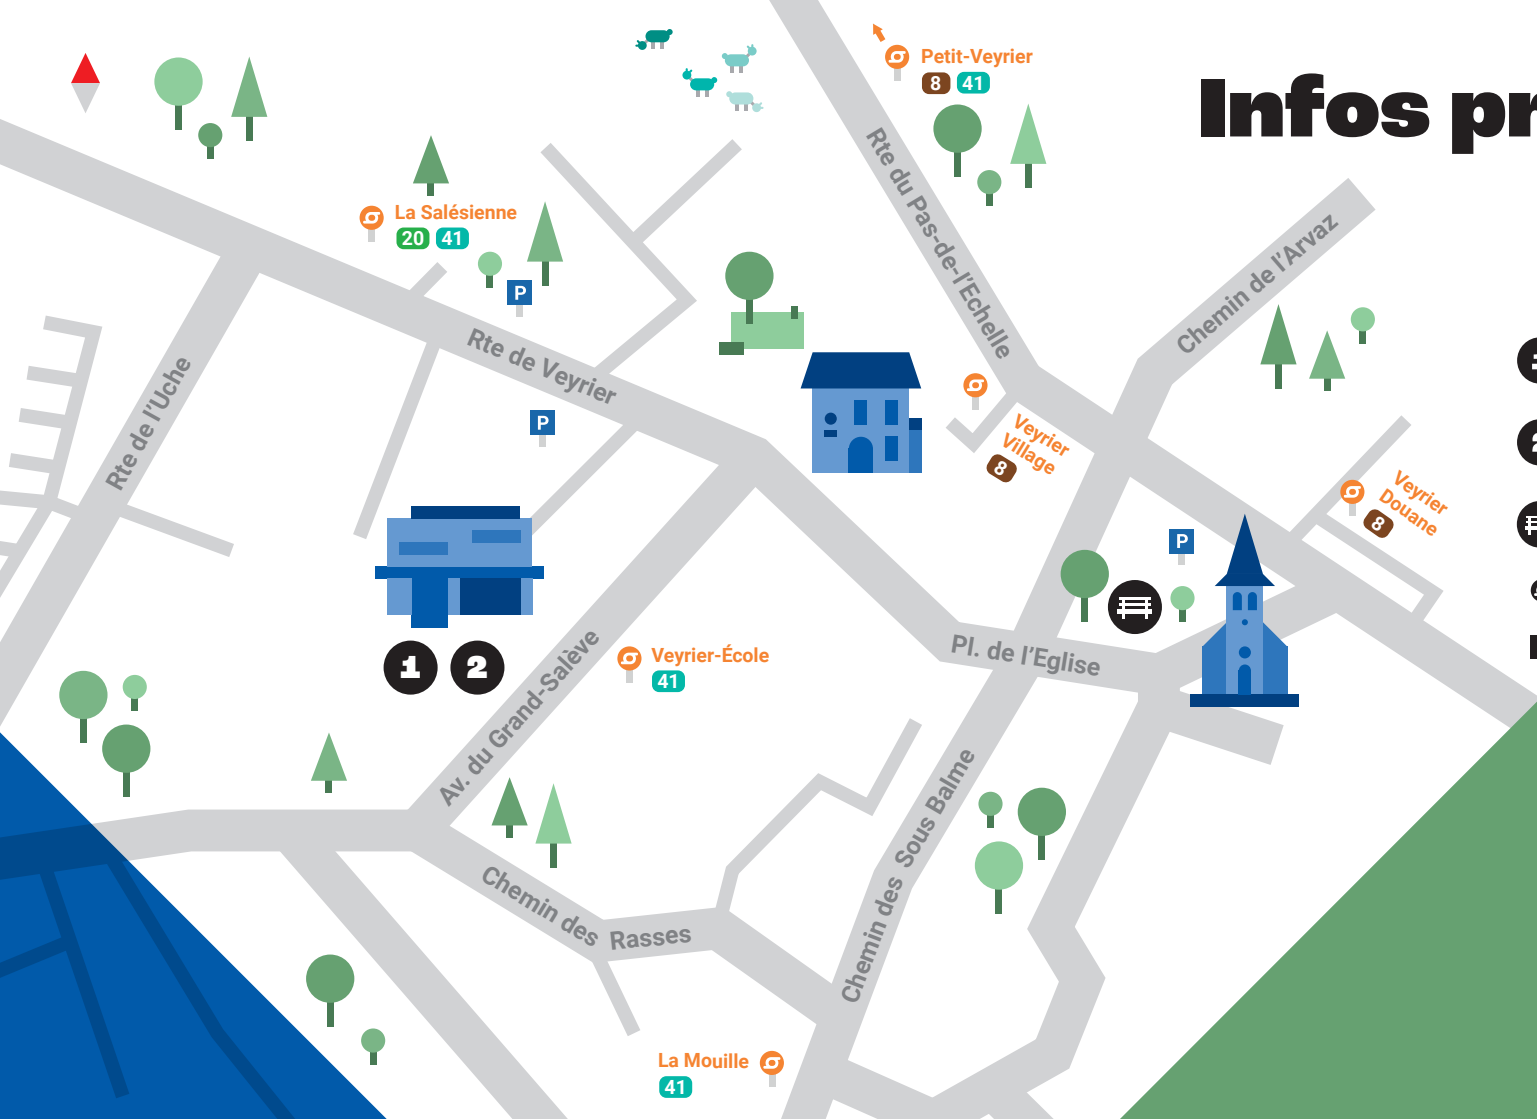 Petit-Veyrier
8 41
Infos pr
Rte du Pas-de-l'Echelle
La Salésienne
20 41
P
Chemin de l'Arvaz
Rte de Veyrier
Rte de l'Uche
P
Veyrier
Village
8
Veyrier
Douane
8
P
Pl. de l'Eglise
1 2
Veyrier-École
41
Av. du Grand-Salève
Chemin des Sous Balme
Chemin des Rasses
La Mouille
41